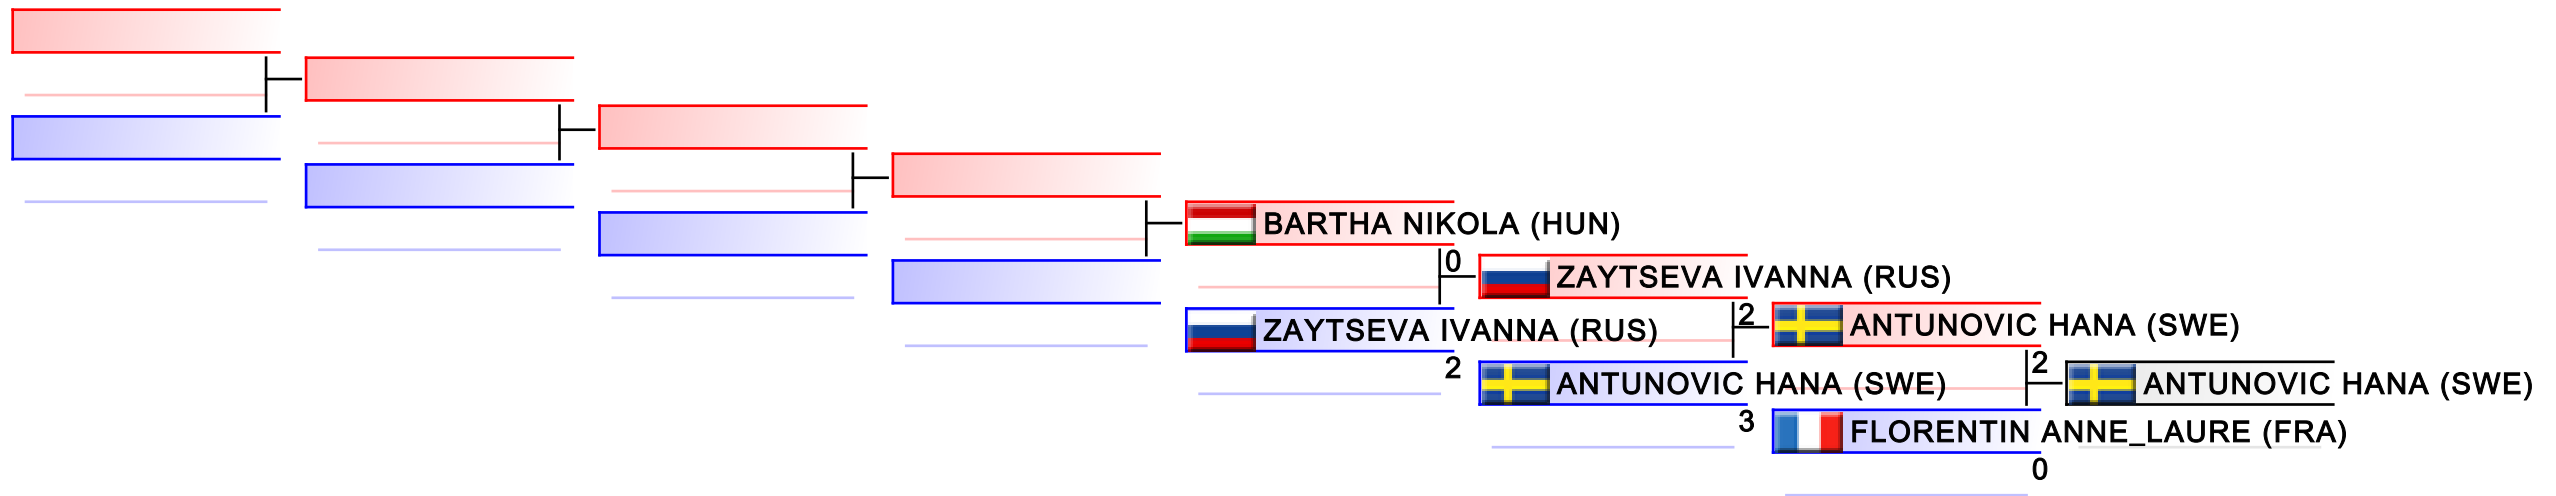 BARTHA NIKOLA (HUN)
0
ZAYTSEVA IVANNA (RUS)
ZAYTSEVA IVANNA (RUS)
2
2
ANTUNOVIC HANA (SWE)
ANTUNOVIC HANA (SWE)
3
2
ANTUNOVIC HANA (SWE)
FLORENTIN ANNE_LAURE (FRA)
0